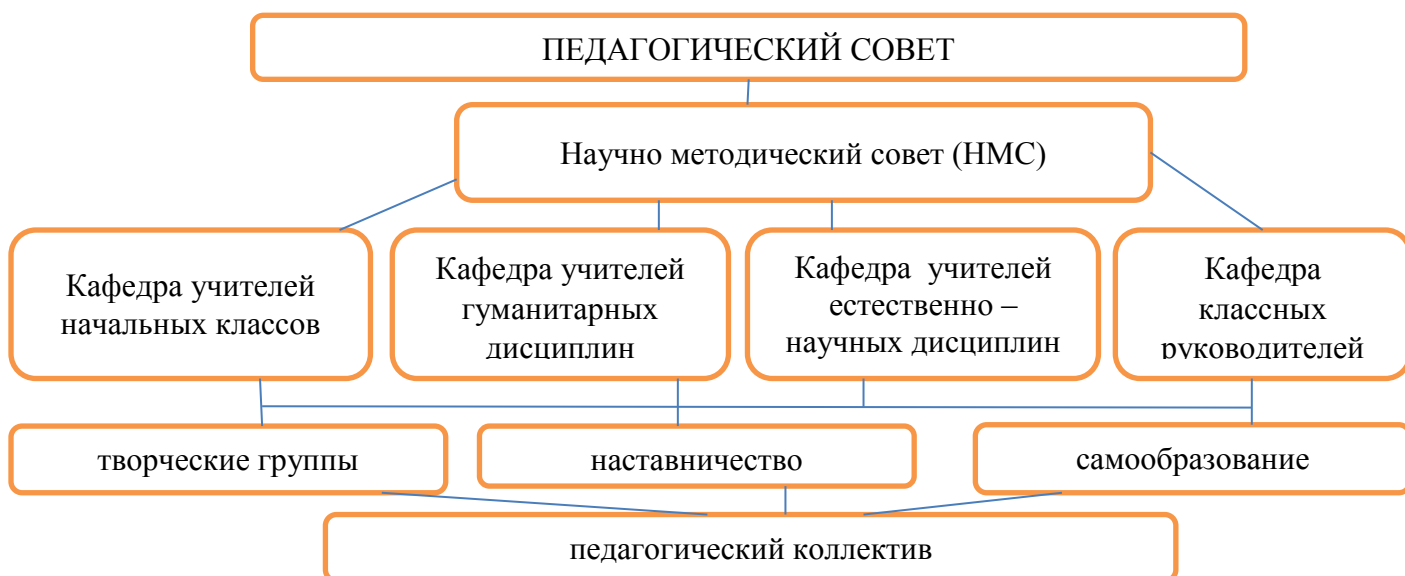 ПЕДАГОГИЧЕСКИЙ СОВЕТ
Научно методический совет (НМС)
Кафедра учителей
начальных классов
Кафедра учителей
гуманитарных
дисциплин
Кафедра учителей
естественно –
научных дисциплин
Кафедра
классных
руководителей
творческие группы
наставничество
самообразование
педагогический коллектив